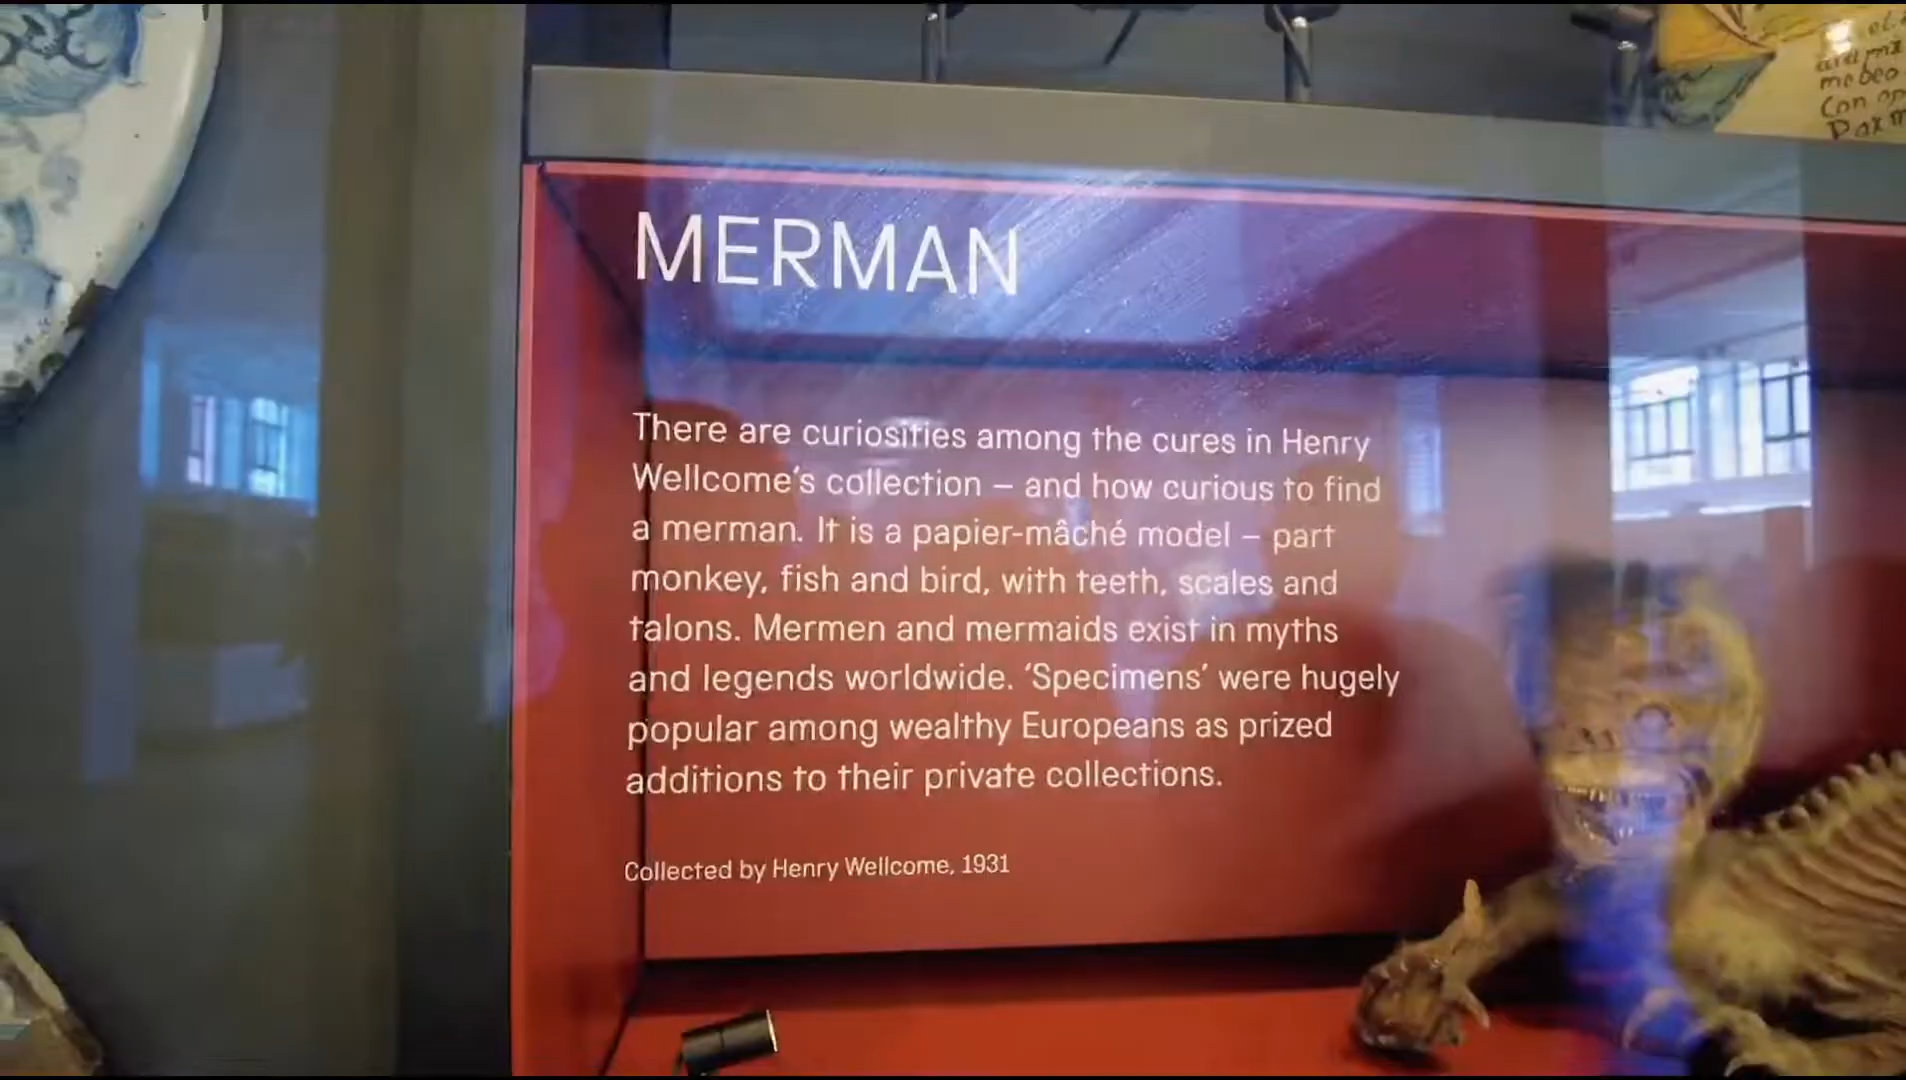 MERMAN
There are curiosities among the cures in Henry
Wellcome's collection – and how curious to find
a merman. It is a papier-mâché model – part
monkey, fish and bird, with teeth, scales and
talons. Mermen and mermaids exist in myths
and legends worldwide. ‘Specimens’ were hugely
popular among wealthy Europeans as prized
additions to their private collections.
Collected by Henry Wellcome, 1931